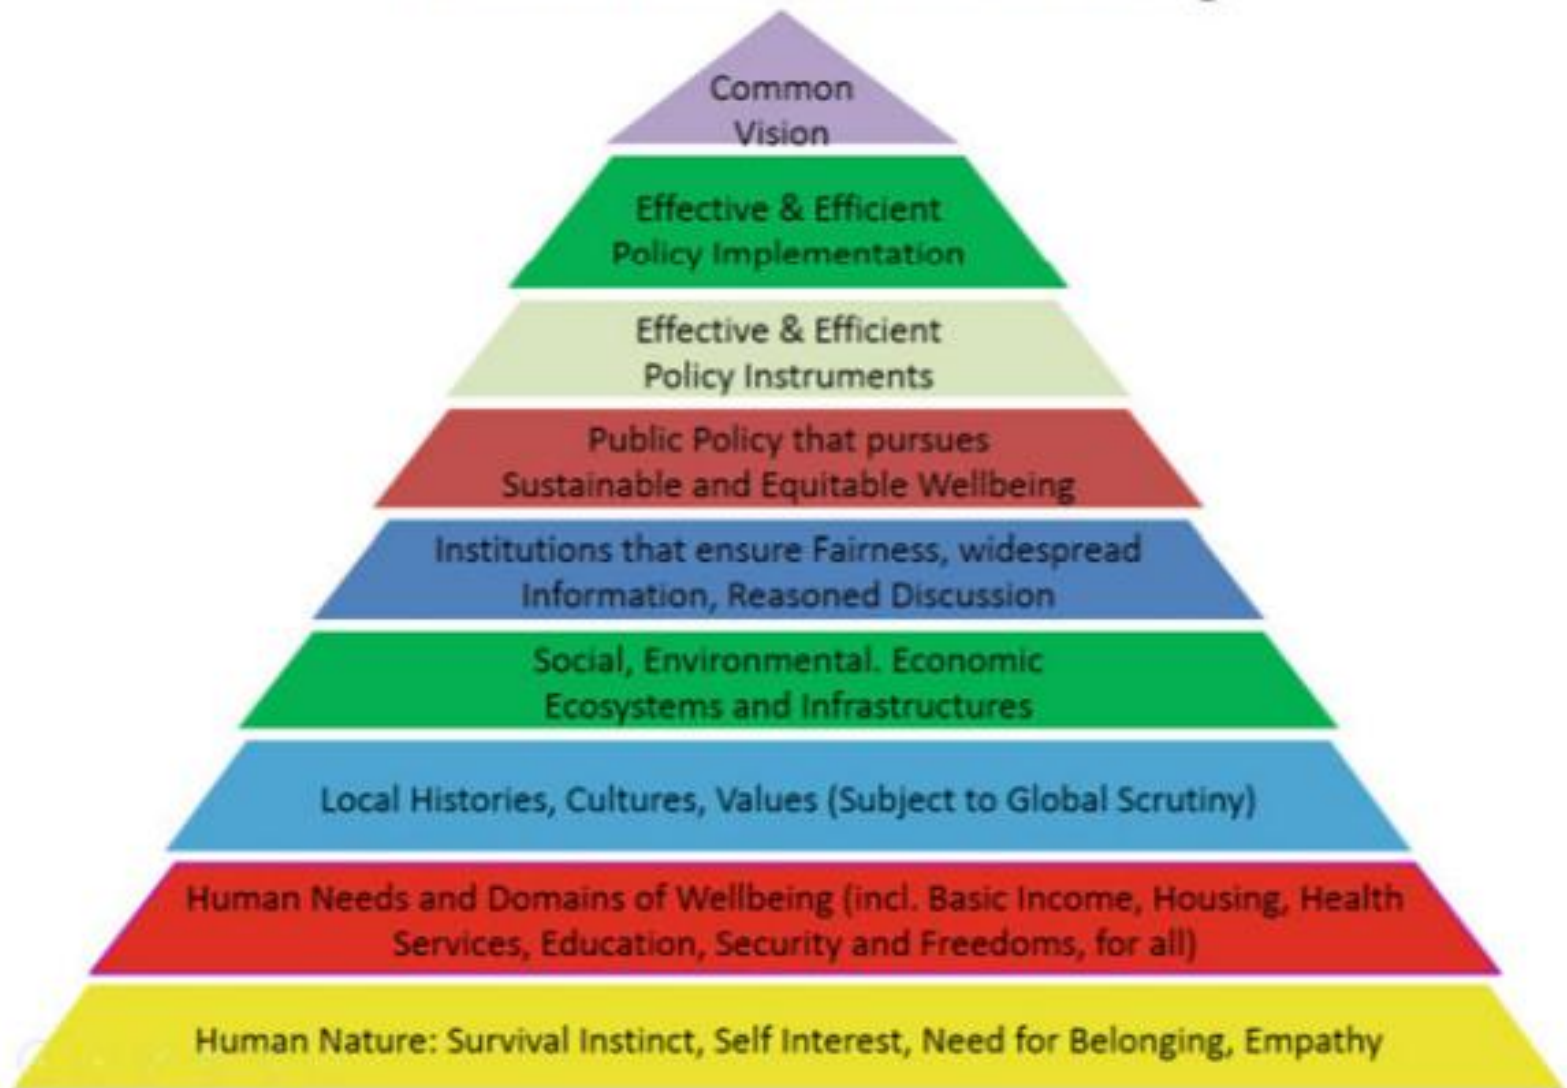 Common
Vision
Effective & Efficient
Policy Implementation
Effective & Efficient
Policy Instruments
Public Policy that pursues
Sustainable and Equitable Wellbeing
Institutions that ensure Fairness, widespread
Information, Reasoned Discussion
Social, Environmental. Economic
Ecosystems and Infrastructures
Local Histories, Cultures, Values (Subject to Global Scrutiny)
Human Needs and Domains of Wellbeing (incl. Basic Income, Housing, Health
Services, Education, Security and Freedoms, for all)
Human Nature: Survival Instinct, Self Interest, Need for Belonging, Empathy